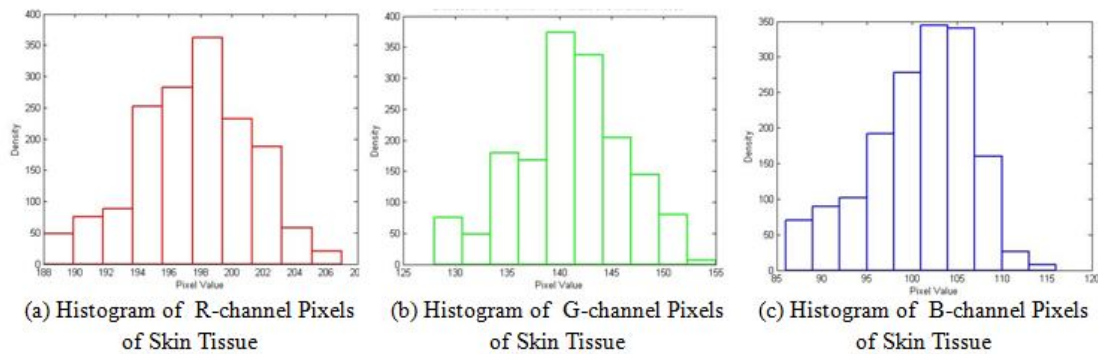 400
350
300
250
200
150
100
50
0
Density
188 190 192 194 196 198 200 202 204 206 20
Pixel Value
(a) Histogram of R-channel Pixels
of Skin Tissue
400
350
300
250
200
150
100
50
0
Density
125 130 135 140 145 150 155
Pixel Value
(b) Histogram of G-channel Pixels
of Skin Tissue
350
300
250
200
150
100
50
0
Density
85 90 95 100 105 110 115 120
Pixel Value
(c) Histogram of B-channel Pixels
of Skin Tissue